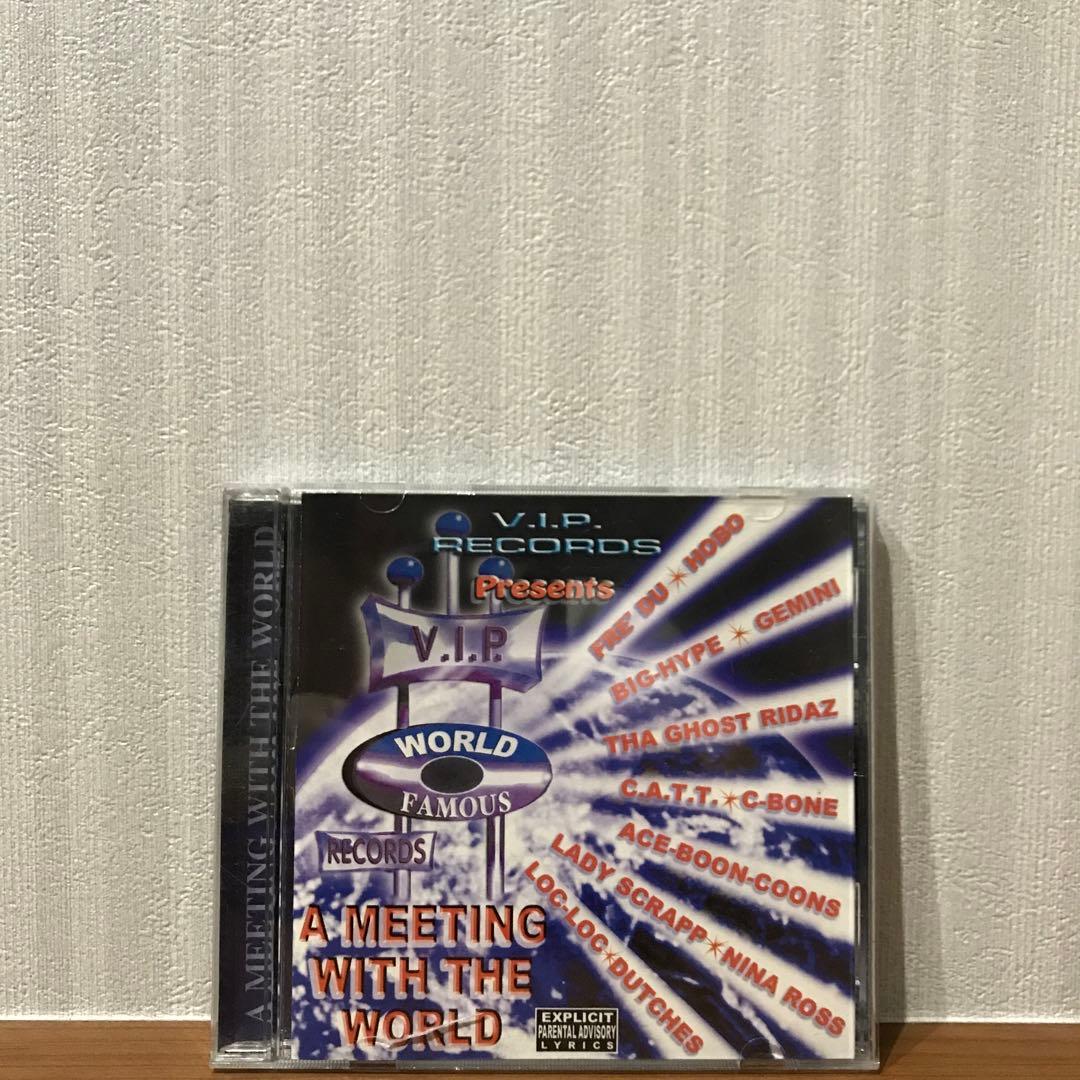 A MEETING WITH THE WORLD
V.I.P.
RECORDS
Presents
V.I.P.
WORLD
FAMOUS
RECORDS
A MEETING
WITH THE
WORLD
FRE' DU ✶ HOBO
BIG-HYPE ✶ GEMINI
THA GHOST RIDAZ
C.A.T.T. ✶ C-BONE
ACE-BOON-COONS
LADY SCRAPP ✶ NINA ROSS
LOC-LOC ✶ DUTCHES
EXPLICIT
PARENTAL ADVISORY
LYRICS